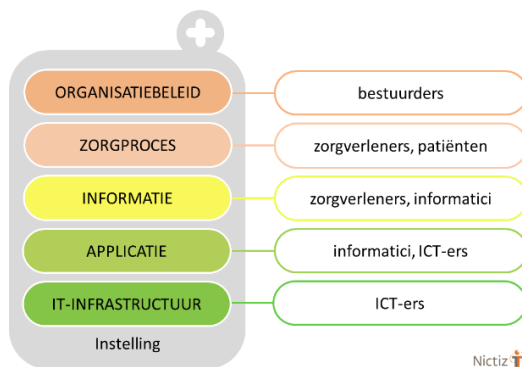 ORGANISATIEBELEID
bestuurders
ZORGPROCES
zorgverleners, patiënten
INFORMATIE
zorgverleners, informatici
APPLICATIE
informatici, ICT-ers
IT-INFRASTRUCTUUR
ICT-ers
Instelling
Nictiz